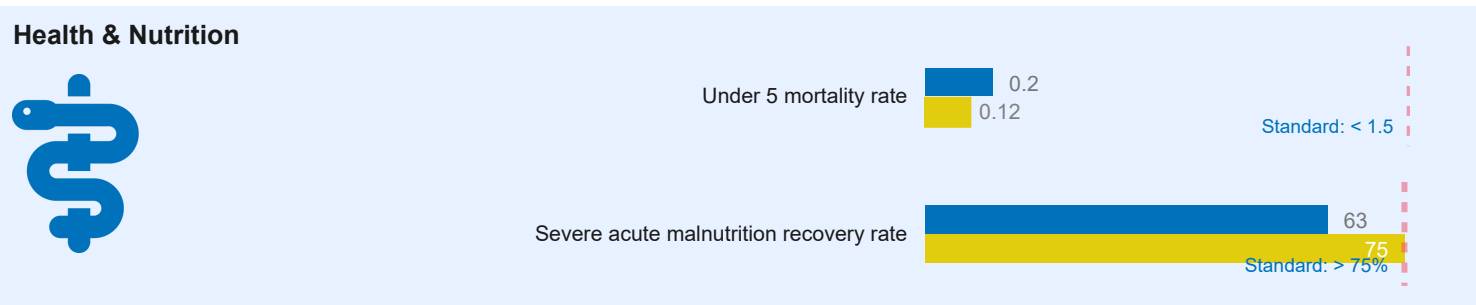 Health & Nutrition
Under 5 mortality rate
0.2
0.12
Standard: < 1.5
Severe acute malnutrition recovery rate
63
75
Standard: > 75%